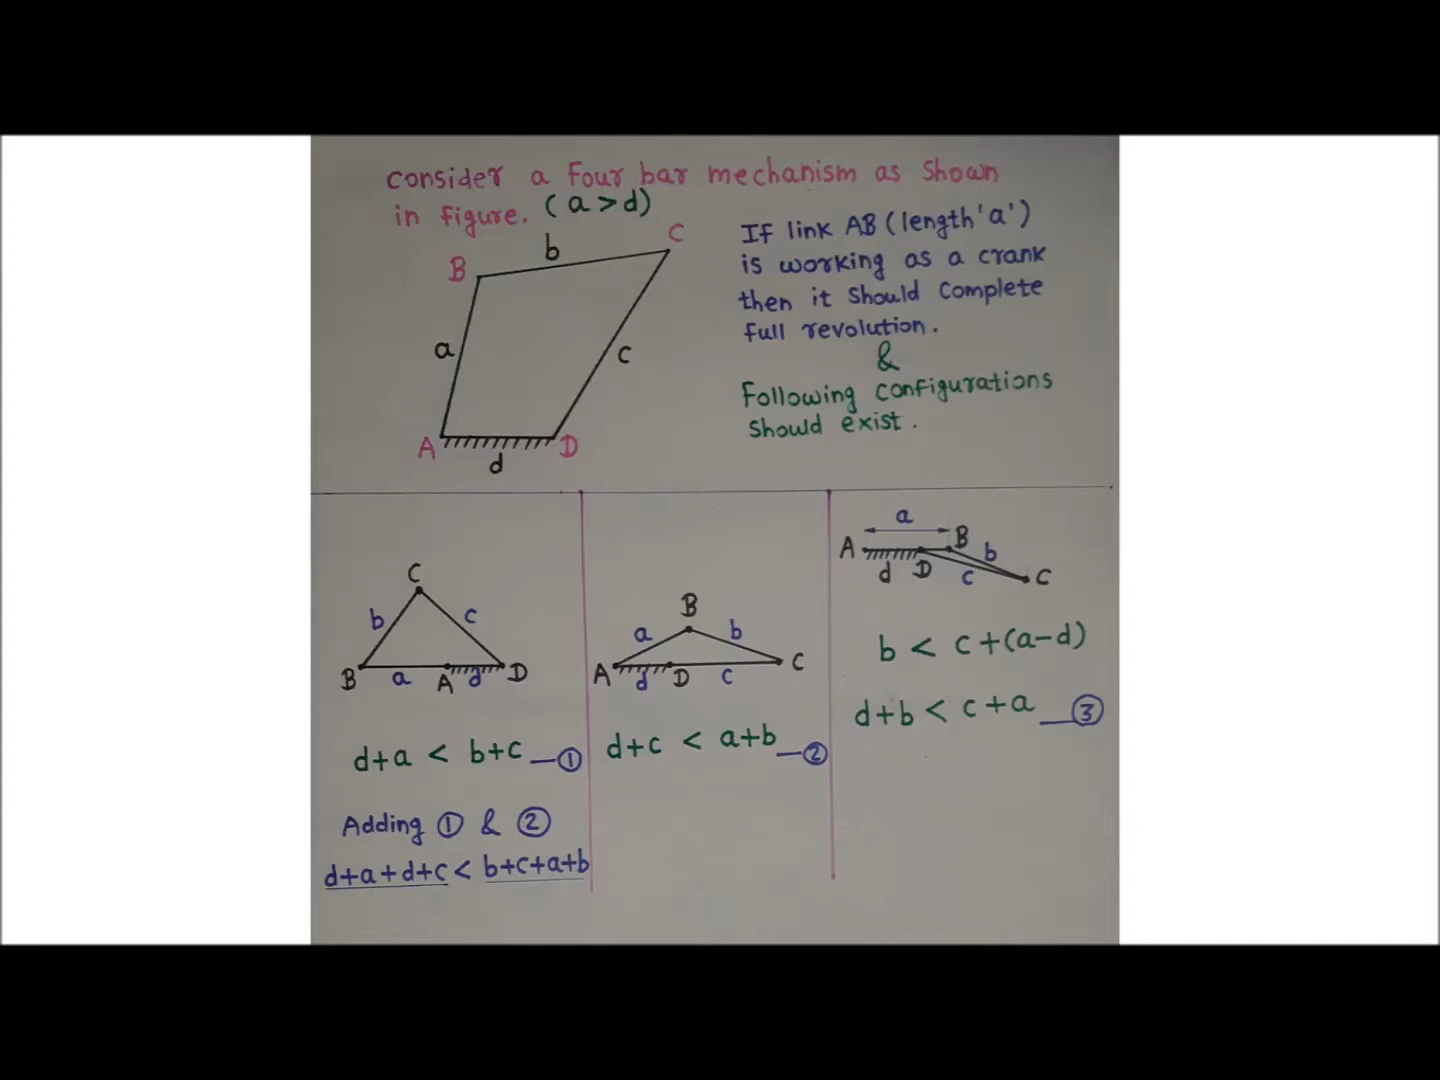 Consider a Four bar mechanism as shown
in figure. (a > d)
If link AB (length 'a')
is working as a crank
then it should complete
full revolution.
&
Following configurations
should exist.
B
b
C
a
c
A
d
D
C
b
c
B a A d D
d+a < b+c —①
Adding ① & ②
d+a+d+c < b+c+a+b
B
a
b
A d D c C
d+c < a+b —②
a
A
B
b
d D c C
b < c+(a-d)
d+b < c+a —③